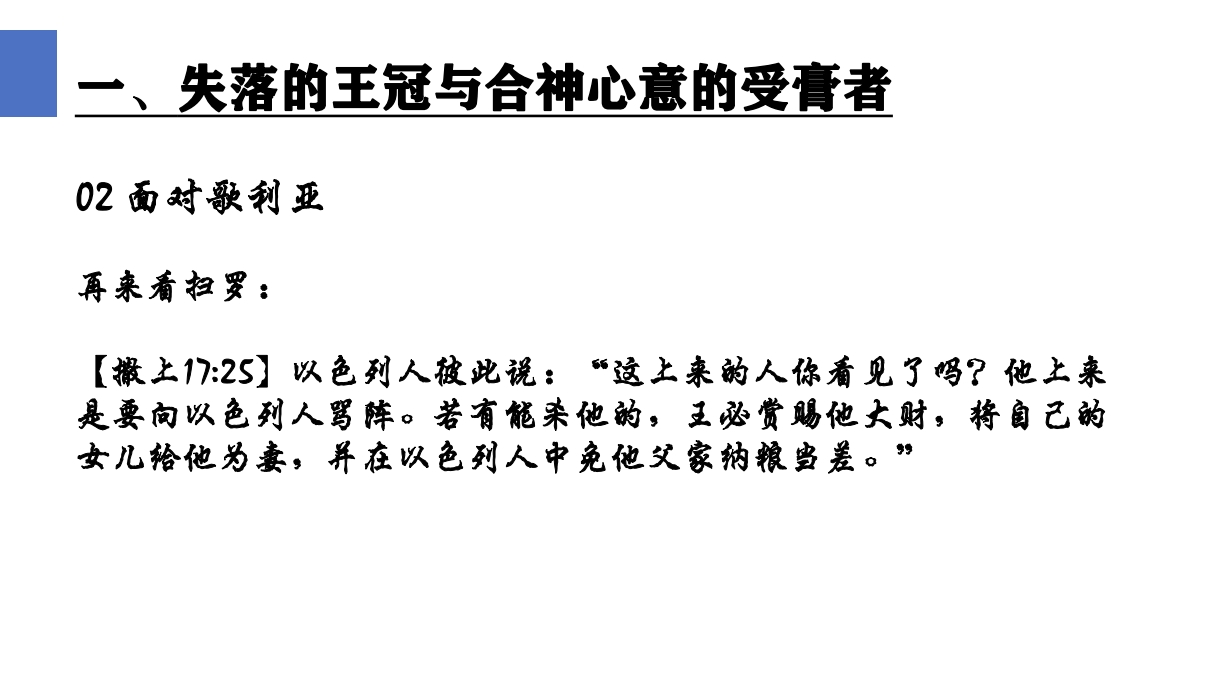 一、失落的王冠与合神心意的受膏者
02 面对歌利亚
再来看扫罗：
【撒上17:25】以色列人彼此说：“这上来的人你看见了吗？他上来
是要向以色列人骂阵。若有能杀他的，王必赏赐他大财，将自己的
女儿给他为妻，并在以色列人中免他父家纳粮当差。”